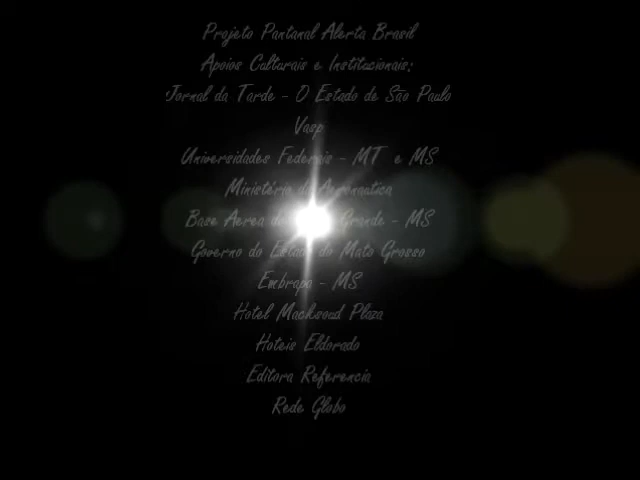 Projeto Pantanal Alerta Brasil
Apoios Culturais e Institucionais:
Jornal da Tarde - O Estado de São Paulo
Vasp
Universidades Federais - MT e MS
Ministério da Aeronautica
Base Aerea de Grande - MS
Governo do Estado do Mato Grosso
Embrapa - MS
Hotel Macksoud Plaza
Hoteis Eldorado
Editora Referencia
Rede Globo